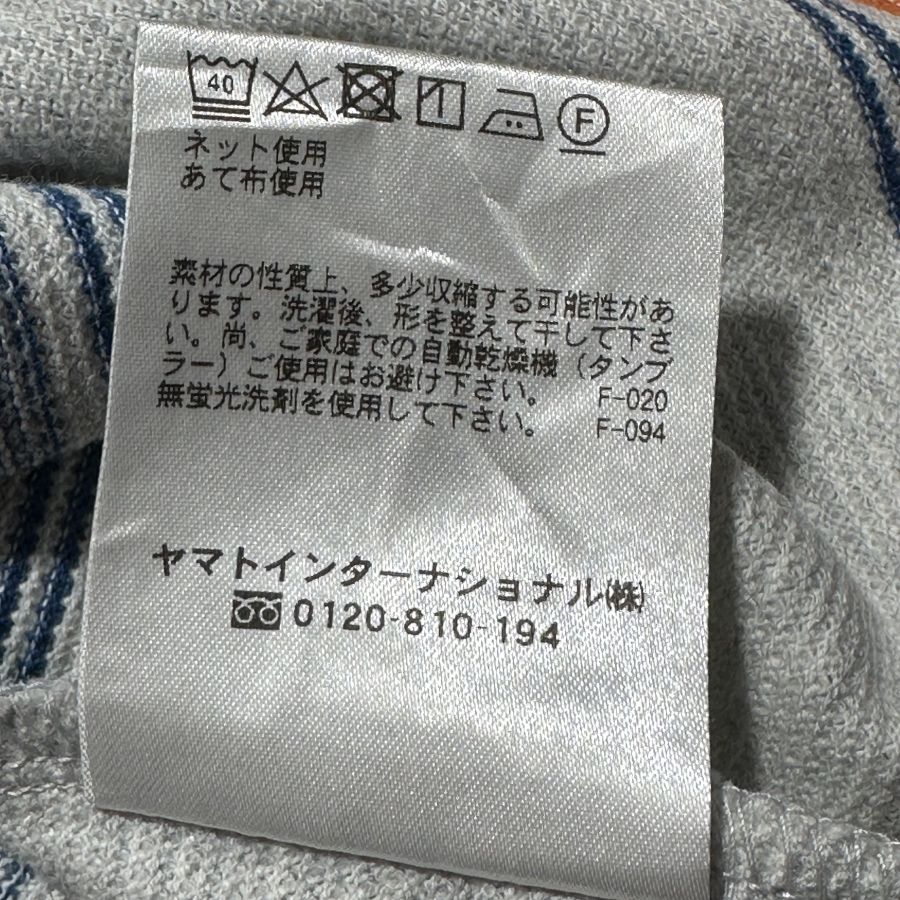 40
F
ネット使用
あて布使用
素材の性質上、多少収縮する可能性があ
ります。洗濯後、形を整えて干して下さ
い。尚、ご家庭での自動乾燥機（タンブ
ラー）ご使用はお避け下さい。 F-020
無蛍光洗剤を使用して下さい。 F-094
ヤマトインターナショナル㈱
0120-810-194